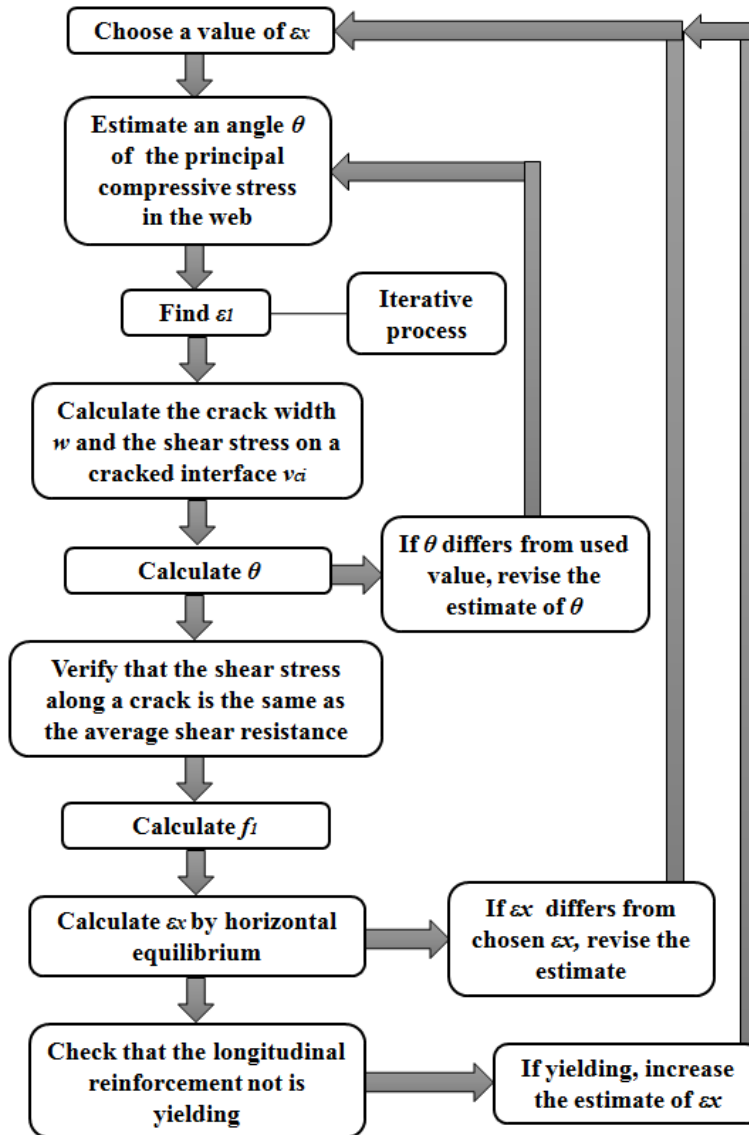 Choose a value of εx
Estimate an angle θ
of the principal
compressive stress
in the web
Find ε1
Iterative
process
Calculate the crack width
w and the shear stress on a
cracked interface vci
Calculate θ
If θ differs from used
value, revise the
estimate of θ
Verify that the shear stress
along a crack is the same as
the average shear resistance
Calculate f1
Calculate εx by horizontal
equilibrium
If εx differs from
chosen εx, revise the
estimate
Check that the longitudinal
reinforcement not is
yielding
If yielding, increase
the estimate of εx